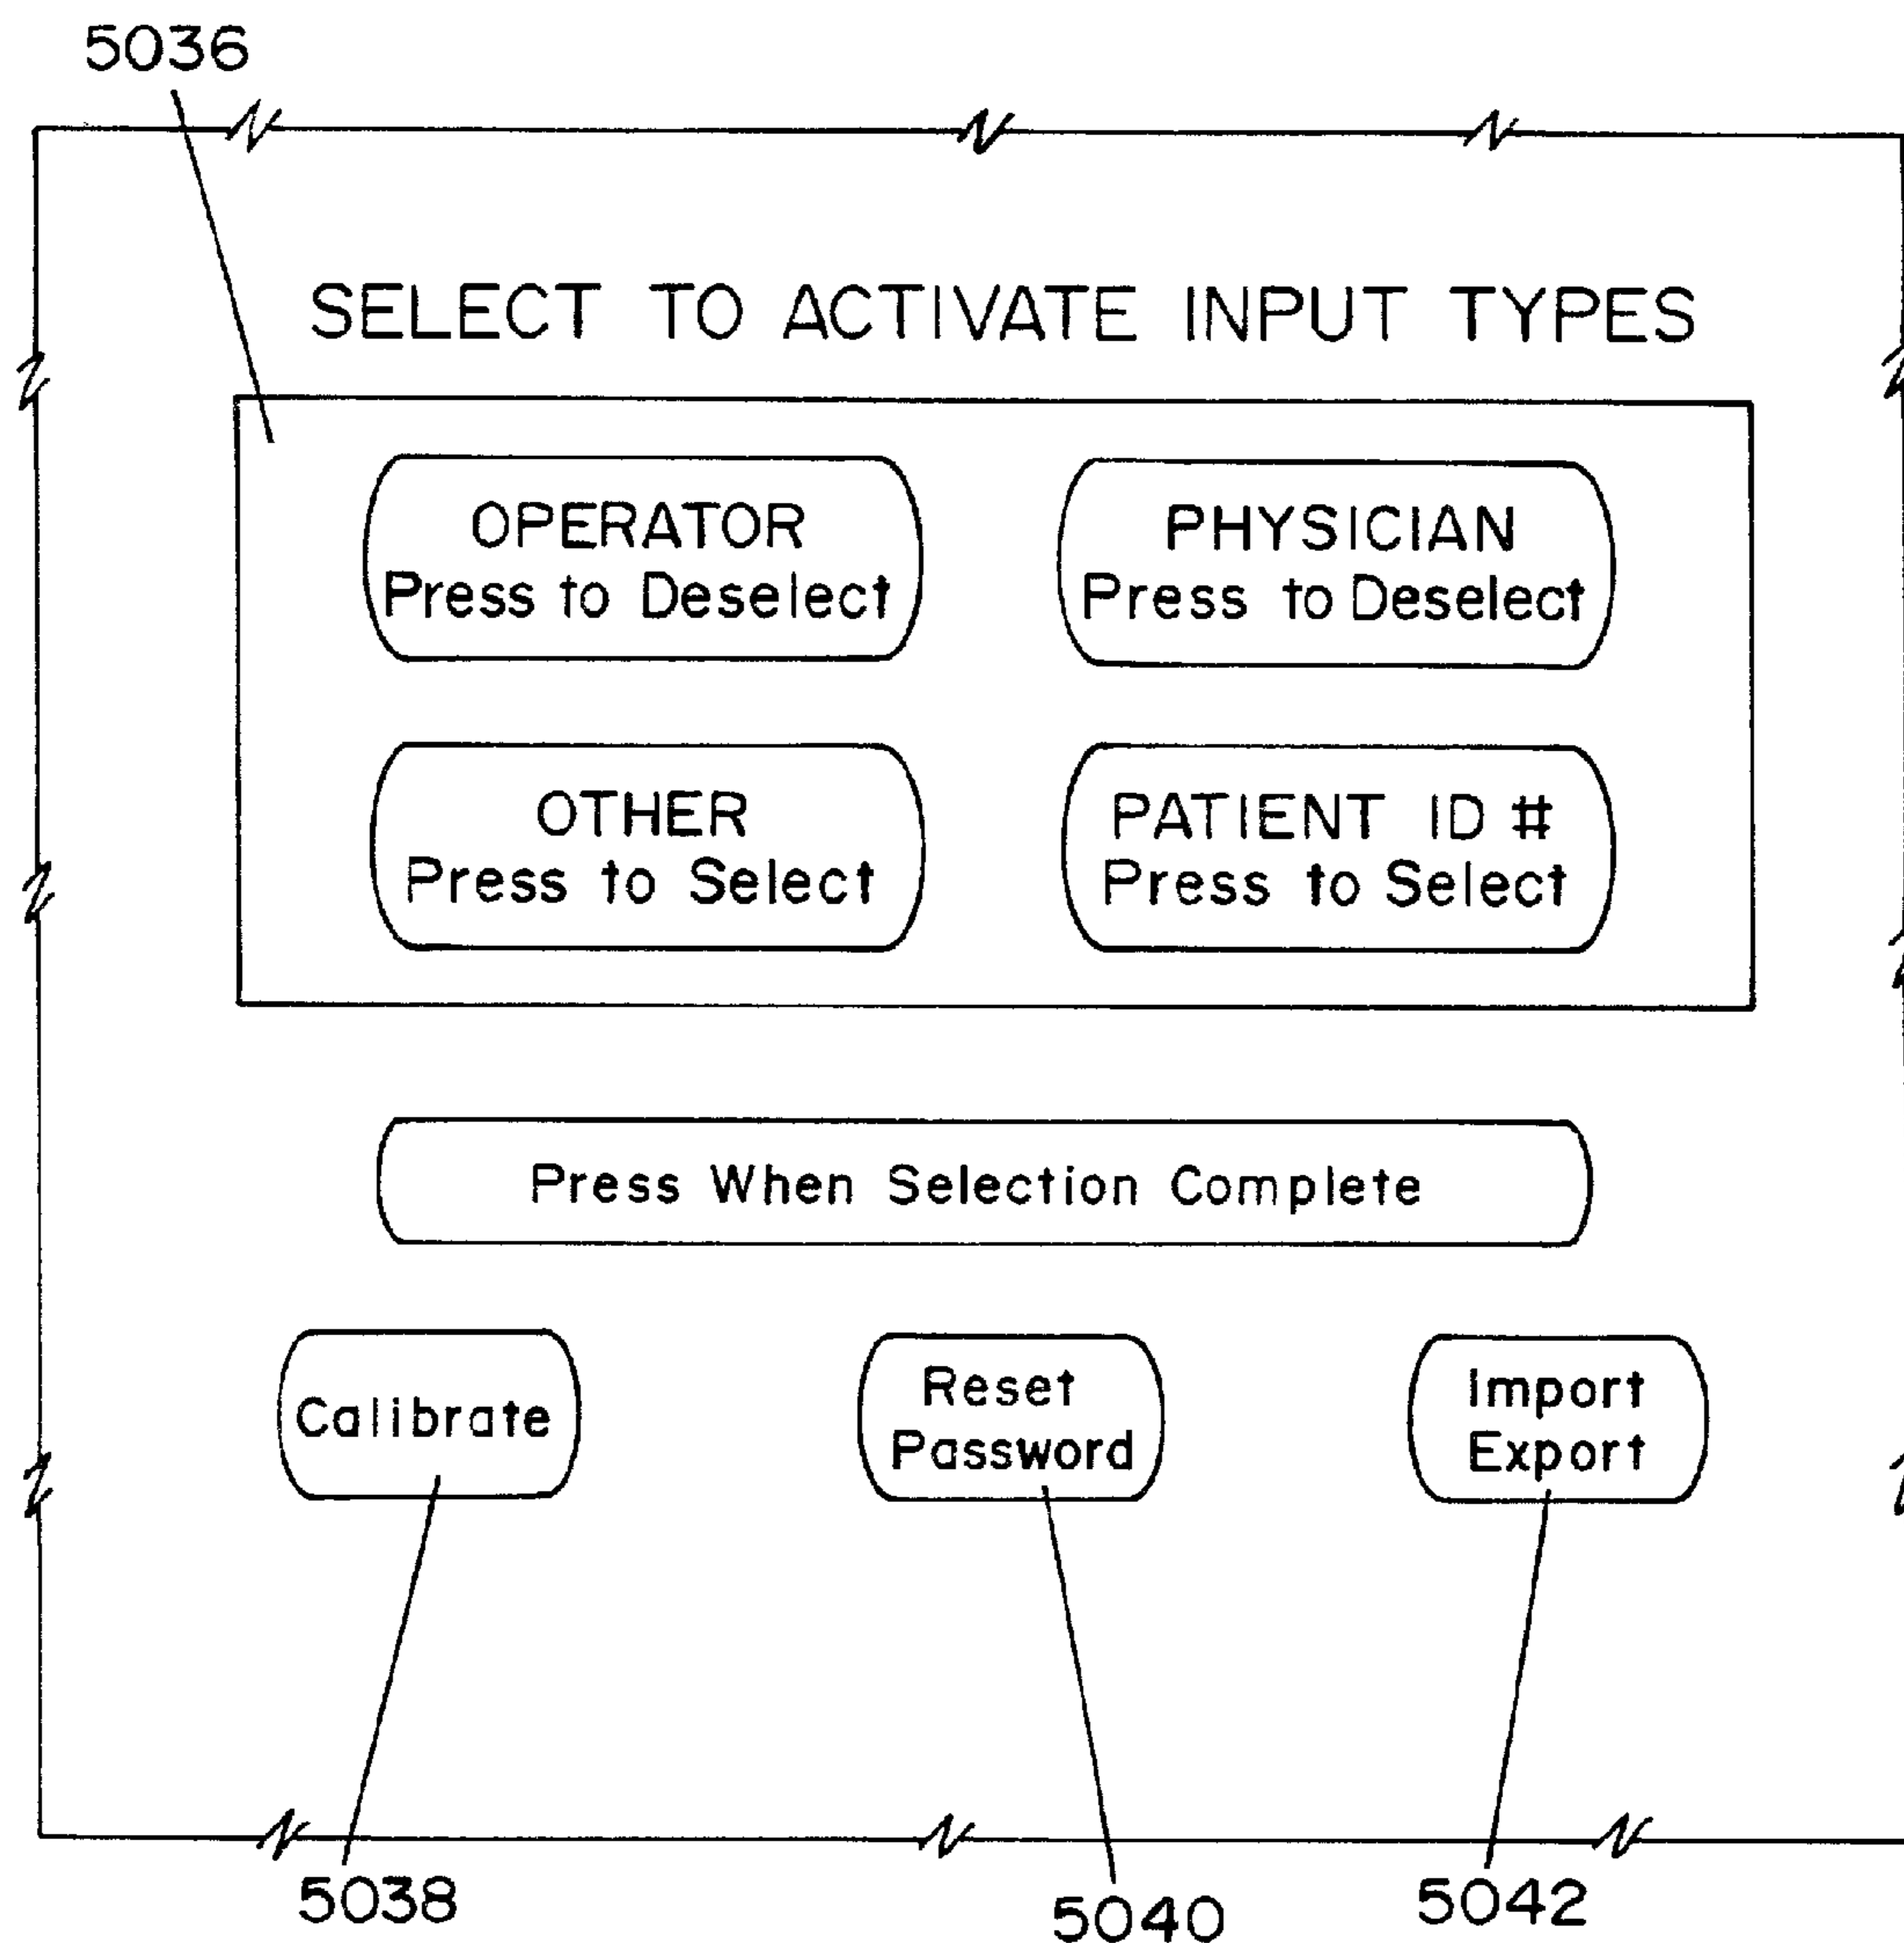 5036
SELECT TO ACTIVATE INPUT TYPES
OPERATOR
Press to Deselect
PHYSICIAN
Press to Deselect
OTHER
Press to Select
PATIENT ID #
Press to Select
Press When Selection Complete
Calibrate
Reset
Password
Import
Export
5038
5040
5042